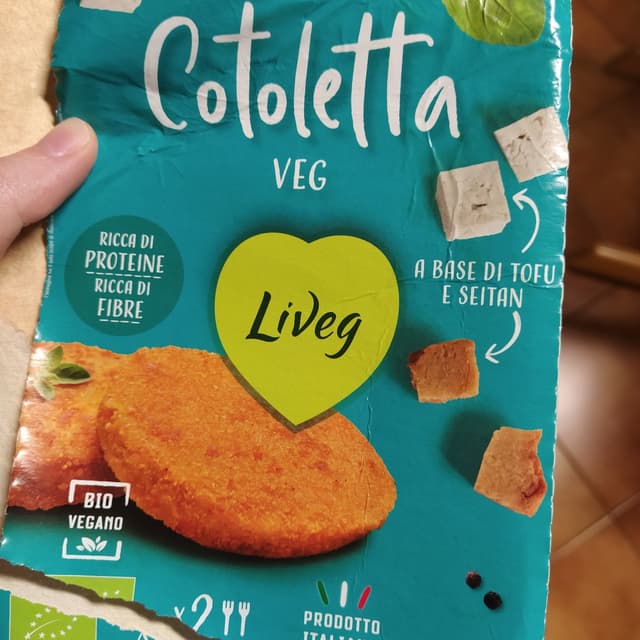 Cotoletta
VEG
RICCA DI
PROTEINE
RICCA DI
FIBRE
Liveg
A BASE DI TOFU
E SEITAN
BIO
VEGANO
x2
PRODOTTO